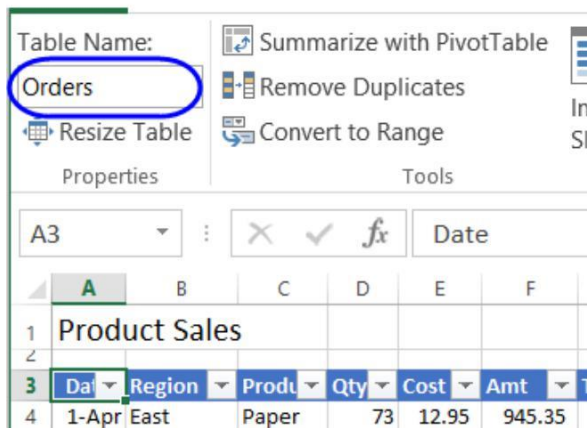 Table Name:
Summarize with PivotTable
Orders
Remove Duplicates
Resize Table
Convert to Range
Properties
Tools
A3
fx
Date
A B C D E F
1 Product Sales
2
3 Region Qty Cost Amt
4 1-Apr East Paper 73 12.95 945.35